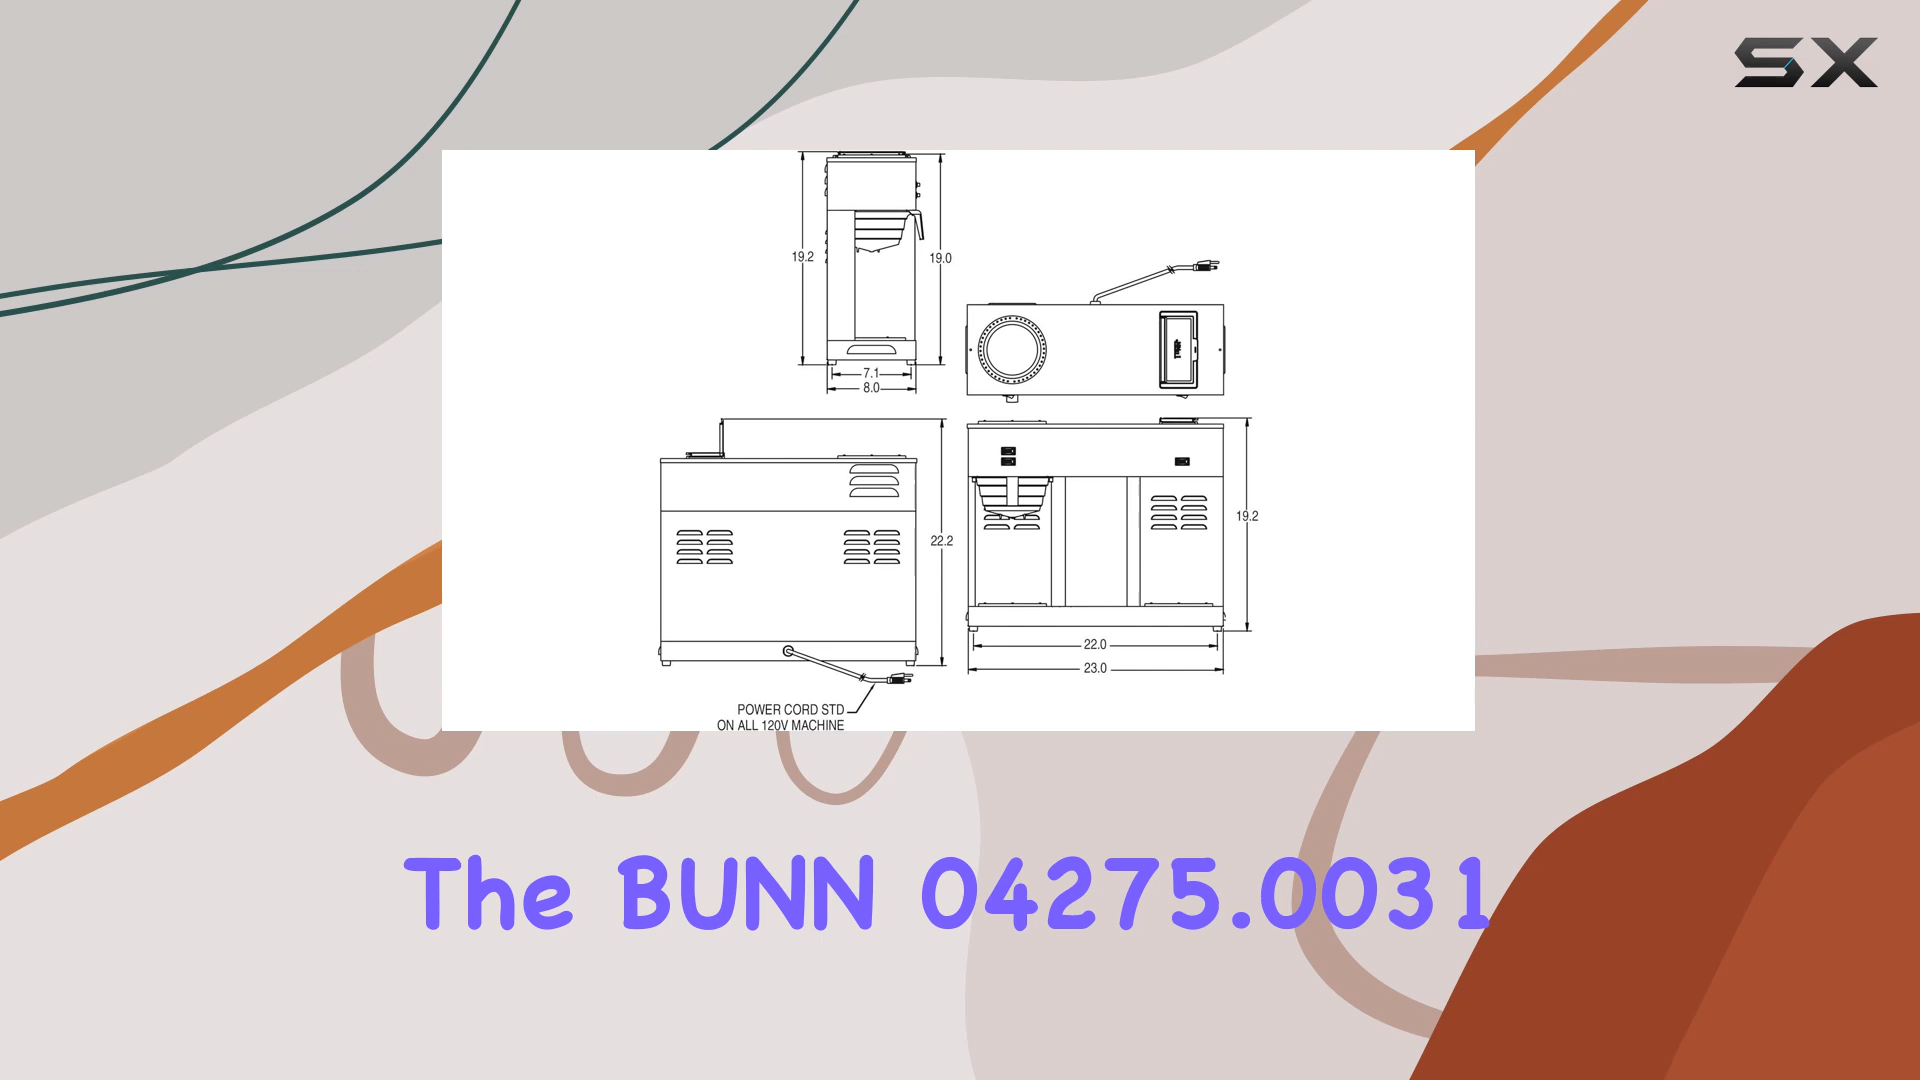 SX
19.2
19.0
7.1
8.0
22.2
19.2
22.0
23.0
POWER CORD STD
ON ALL 120V MACHINE
The BUNN 04275.0031